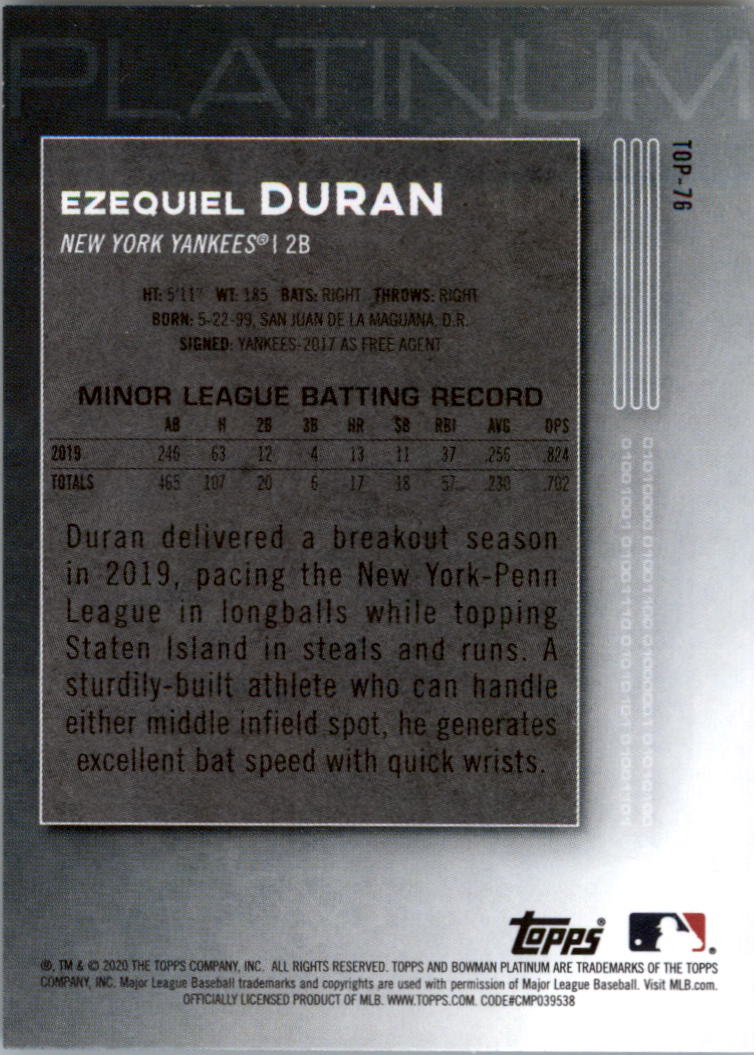 PLATINUM
TOP-76
EZEQUIEL DURAN
NEW YORK YANKEES® | 2B
HT: 5'11" WT: 185 BATS: RIGHT THROWS: RIGHT
BORN: 5-22-99, SAN JUAN DE LA MAGUANA, D.R.
SIGNED: YANKEES-2017 AS FREE AGENT
MINOR LEAGUE BATTING RECORD
AB H 2B 3B HR SB RBI AVG OPS
2019 246 63 12 4 13 11 37 .256 .824
TOTALS 465 107 20 6 17 18 57 .230 .702
Duran delivered a breakout season
in 2019, pacing the New York-Penn
League in longballs while topping
Staten Island in steals and runs. A
sturdily-built athlete who can handle
either middle infield spot, he generates
excellent bat speed with quick wrists.
topps®
®, TM & © 2020 THE TOPPS COMPANY, INC. ALL RIGHTS RESERVED. TOPPS AND BOWMAN PLATINUM ARE TRADEMARKS OF THE TOPPS
COMPANY, INC. Major League Baseball trademarks and copyrights are used with permission of Major League Baseball. Visit MLB.com.
OFFICIALLY LICENSED PRODUCT OF MLB. WWW.TOPPS.COM. CODE#CMP039538